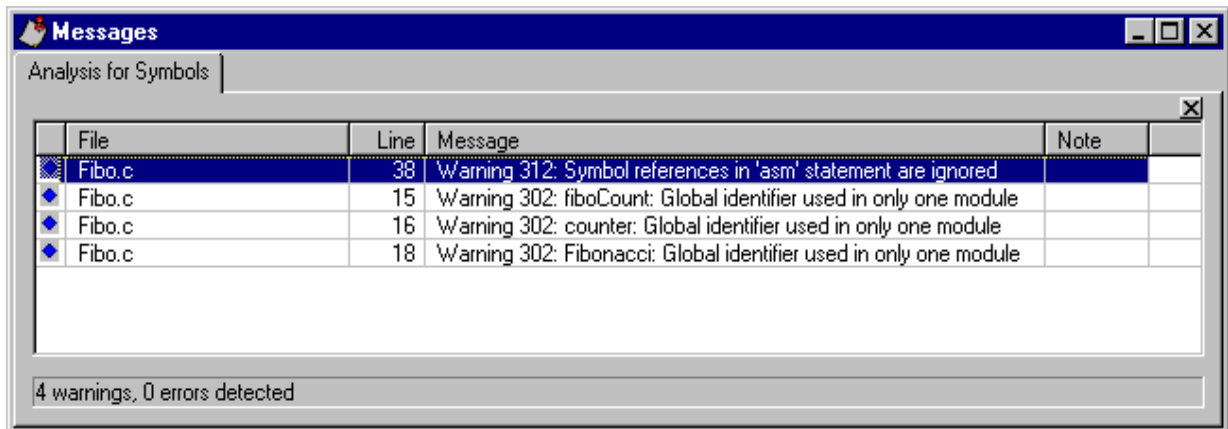 Messages
Analysis for Symbols
File Line Message Note
Fibo.c 38 Warning 312: Symbol references in 'asm' statement are ignored
Fibo.c 15 Warning 302: fiboCount: Global identifier used in only one module
Fibo.c 16 Warning 302: counter: Global identifier used in only one module
Fibo.c 18 Warning 302: Fibonacci: Global identifier used in only one module
4 warnings, 0 errors detected